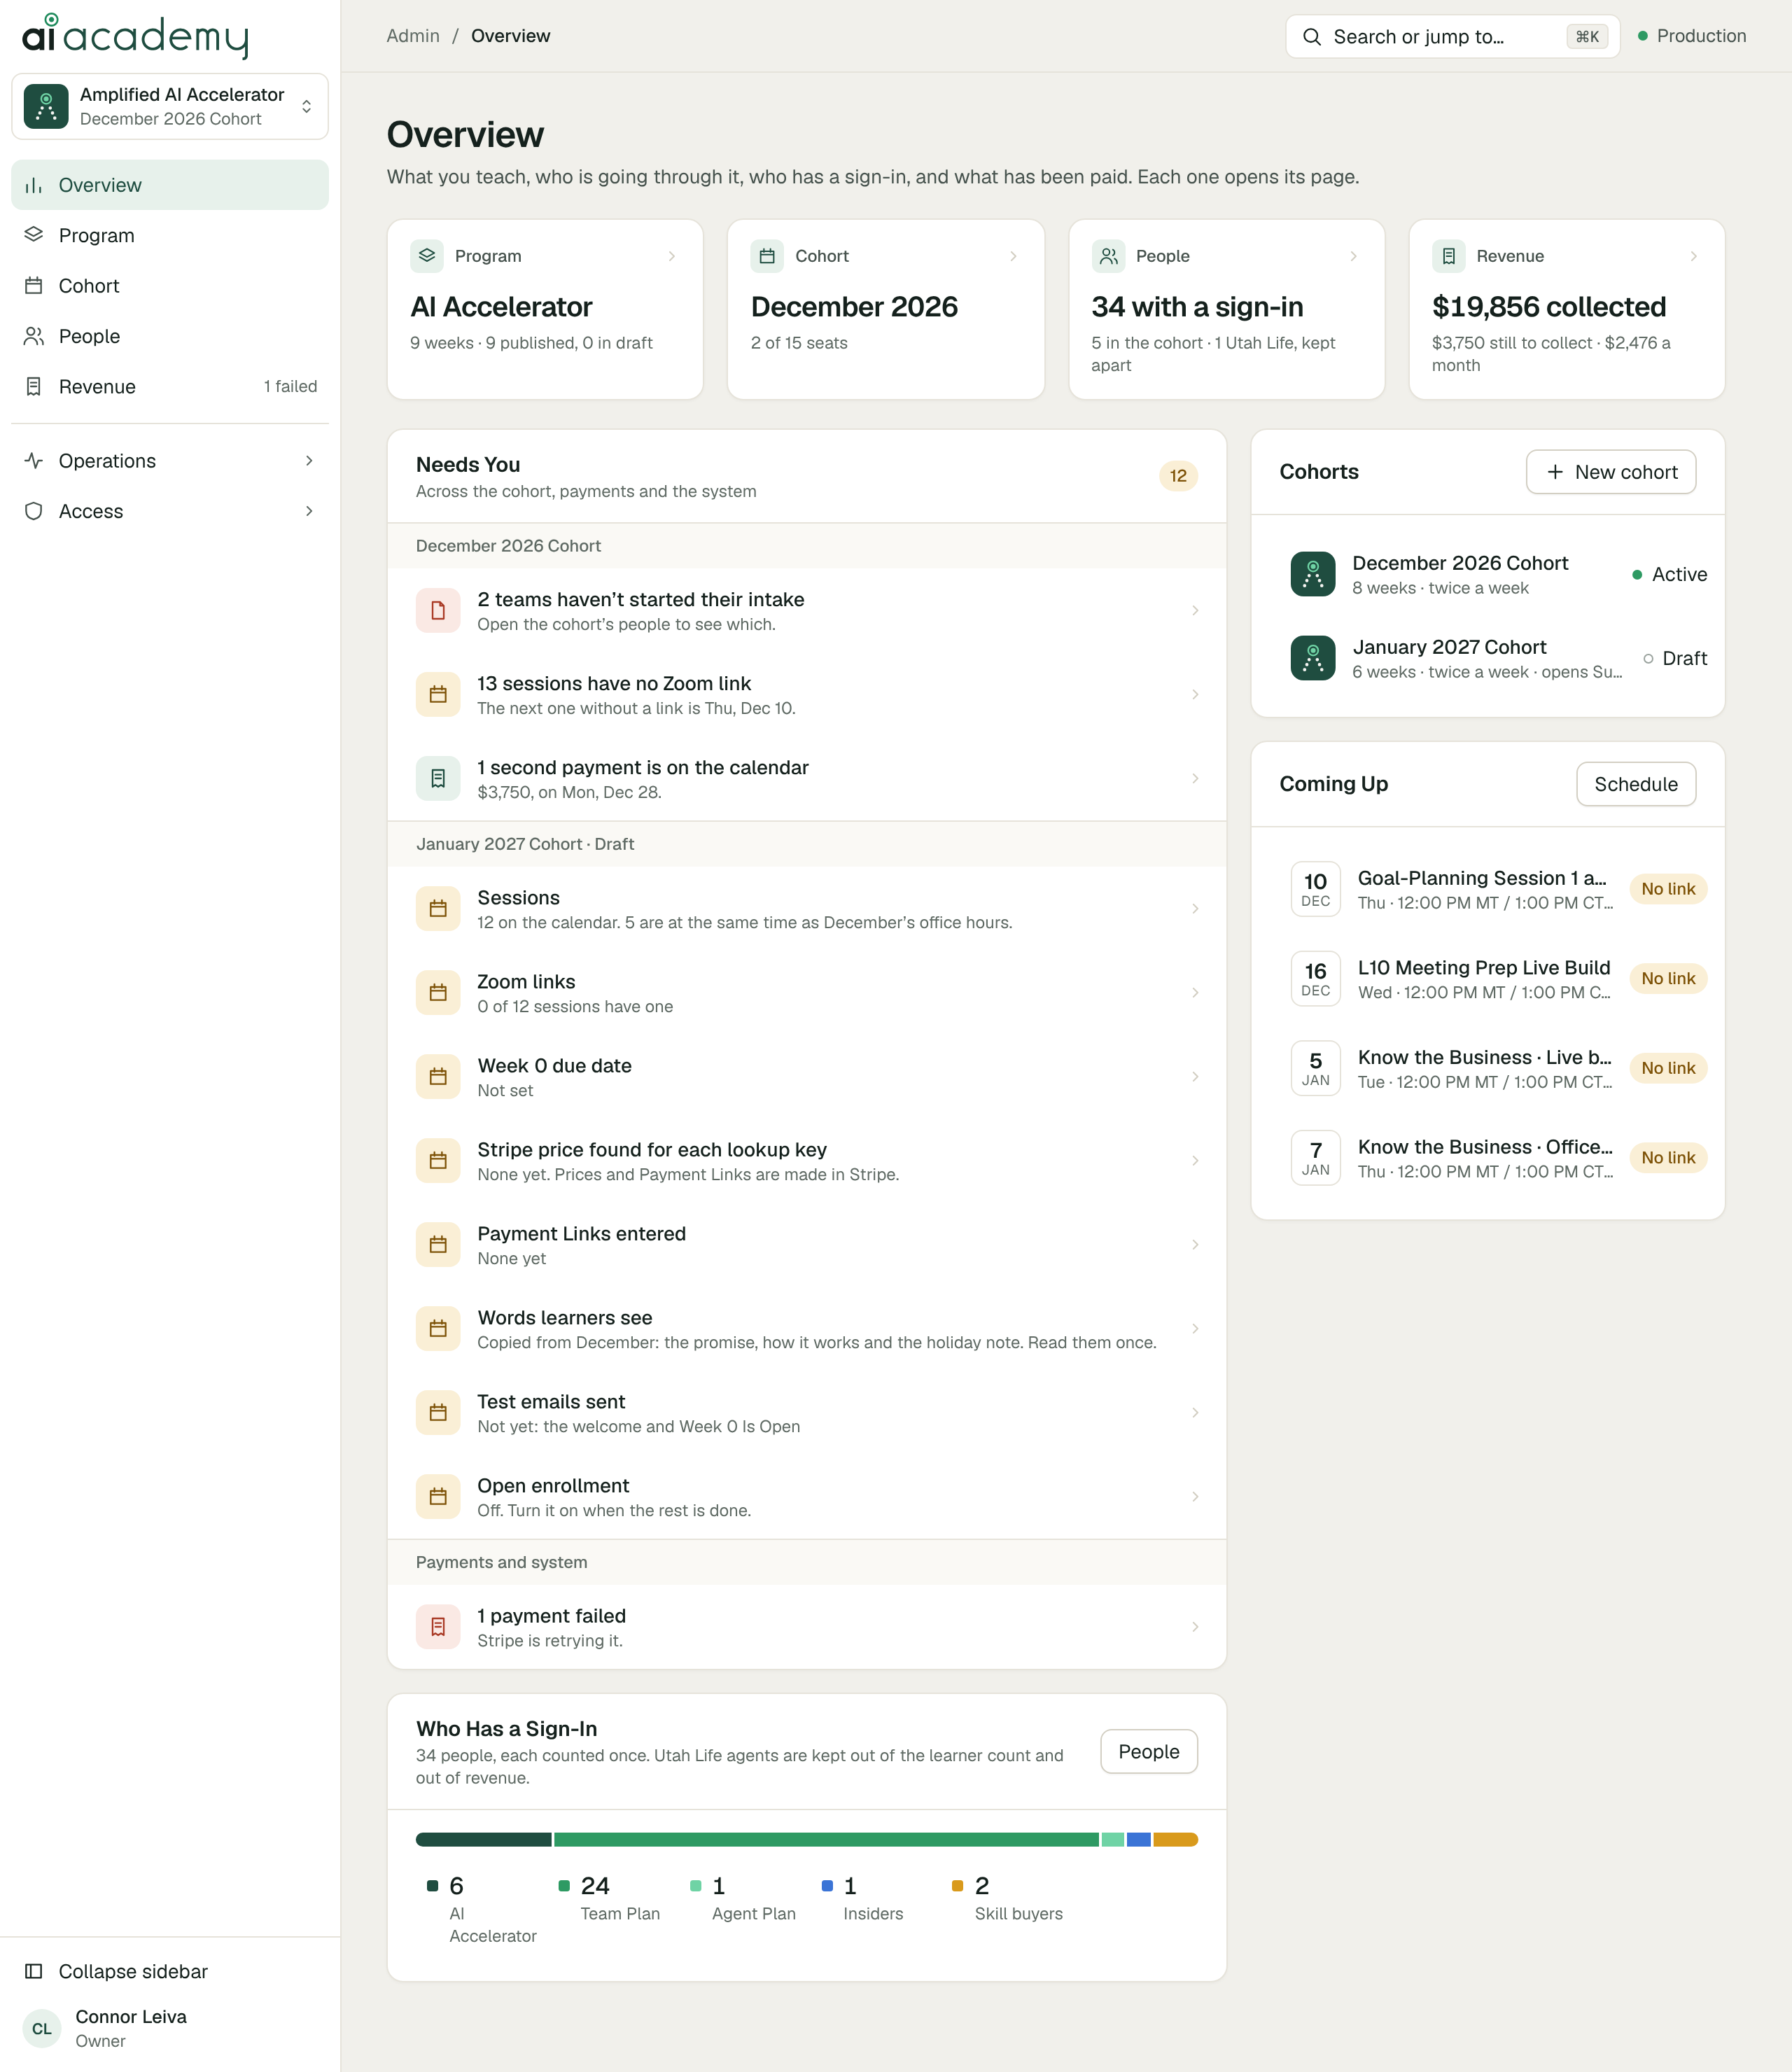 ai academy
Amplified AI Accelerator
December 2026 Cohort
Overview
Program
Cohort
People
Revenue
1 failed
Operations
Access
Collapse sidebar
CL
Connor Leiva
Owner
Admin / Overview
Search or jump to...
⌘K
Production
Overview
What you teach, who is going through it, who has a sign-in, and what has been paid. Each one opens its page.
Program
AI Accelerator
9 weeks · 9 published, 0 in draft
Cohort
December 2026
2 of 15 seats
People
34 with a sign-in
5 in the cohort · 1 Utah Life, kept
apart
Revenue
$19,856 collected
$3,750 still to collect · $2,476 a
month
Needs You
Across the cohort, payments and the system
12
December 2026 Cohort
2 teams haven’t started their intake
Open the cohort’s people to see which.
13 sessions have no Zoom link
The next one without a link is Thu, Dec 10.
1 second payment is on the calendar
$3,750, on Mon, Dec 28.
January 2027 Cohort · Draft
Sessions
12 on the calendar. 5 are at the same time as December’s office hours.
Zoom links
0 of 12 sessions have one
Week 0 due date
Not set
Stripe price found for each lookup key
None yet. Prices and Payment Links are made in Stripe.
Payment Links entered
None yet
Words learners see
Copied from December: the promise, how it works and the holiday note. Read them once.
Test emails sent
Not yet: the welcome and Week 0 Is Open
Open enrollment
Off. Turn it on when the rest is done.
Payments and system
1 payment failed
Stripe is retrying it.
Who Has a Sign-In
34 people, each counted once. Utah Life agents are kept out of the learner count and
out of revenue.
People
6
AI
Accelerator
24
Team Plan
1
Agent Plan
1
Insiders
2
Skill buyers
Cohorts
New cohort
December 2026 Cohort
8 weeks · twice a week
Active
January 2027 Cohort
6 weeks · twice a week · opens Su...
Draft
Coming Up
Schedule
10
DEC
Goal-Planning Session 1 a...
Thu · 12:00 PM MT / 1:00 PM CT...
No link
16
DEC
L10 Meeting Prep Live Build
Wed · 12:00 PM MT / 1:00 PM C...
No link
5
JAN
Know the Business · Live b...
Tue · 12:00 PM MT / 1:00 PM CT...
No link
7
JAN
Know the Business · Office...
Thu · 12:00 PM MT / 1:00 PM CT...
No link